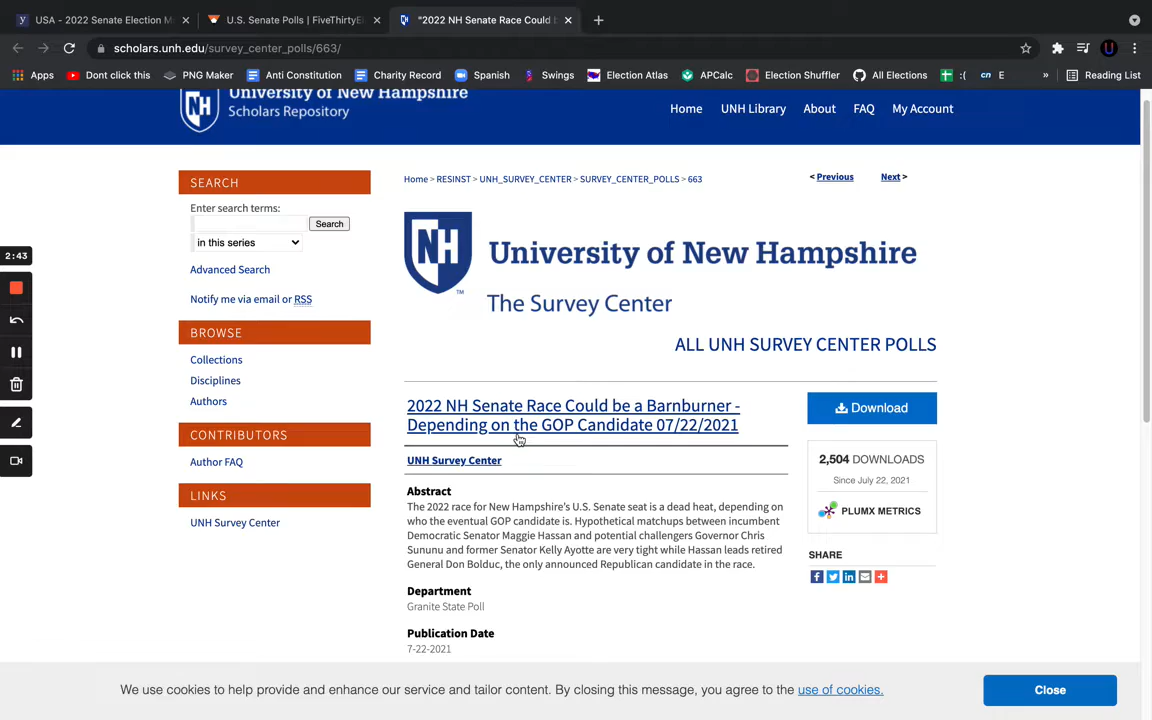 USA - 2022 Senate Election M
U.S. Senate Polls | FiveThirtyEi
"2022 NH Senate Race Could b
scholars.unh.edu/survey_center_polls/663/
Apps
Dont click this
PNG Maker
Anti Constitution
Charity Record
Spanish
Swings
Election Atlas
APCalc
Election Shuffler
All Elections
:(
cn E
»
Reading List
University of New Hampshire
Scholars Repository
NH
Home
UNH Library
About
FAQ
My Account
SEARCH
Enter search terms:
Search
in this series
Advanced Search
Notify me via email or RSS
BROWSE
Collections
Disciplines
Authors
CONTRIBUTORS
Author FAQ
LINKS
UNH Survey Center
2:43
Home > RESINST > UNH_SURVEY_CENTER > SURVEY_CENTER_POLLS > 663
< Previous
Next >
NH
TM
University of New Hampshire
The Survey Center
ALL UNH SURVEY CENTER POLLS
2022 NH Senate Race Could be a Barnburner -
Depending on the GOP Candidate 07/22/2021
UNH Survey Center
Abstract
The 2022 race for New Hampshire's U.S. Senate seat is a dead heat, depending on
who the eventual GOP candidate is. Hypothetical matchups between incumbent
Democratic Senator Maggie Hassan and potential challengers Governor Chris
Sununu and former Senator Kelly Ayotte are very tight while Hassan leads retired
General Don Bolduc, the only announced Republican candidate in the race.
Department
Granite State Poll
Publication Date
7-22-2021
Download
2,504 DOWNLOADS
Since July 22, 2021
PLUMX METRICS
SHARE
We use cookies to help provide and enhance our service and tailor content. By closing this message, you agree to the use of cookies.
Close